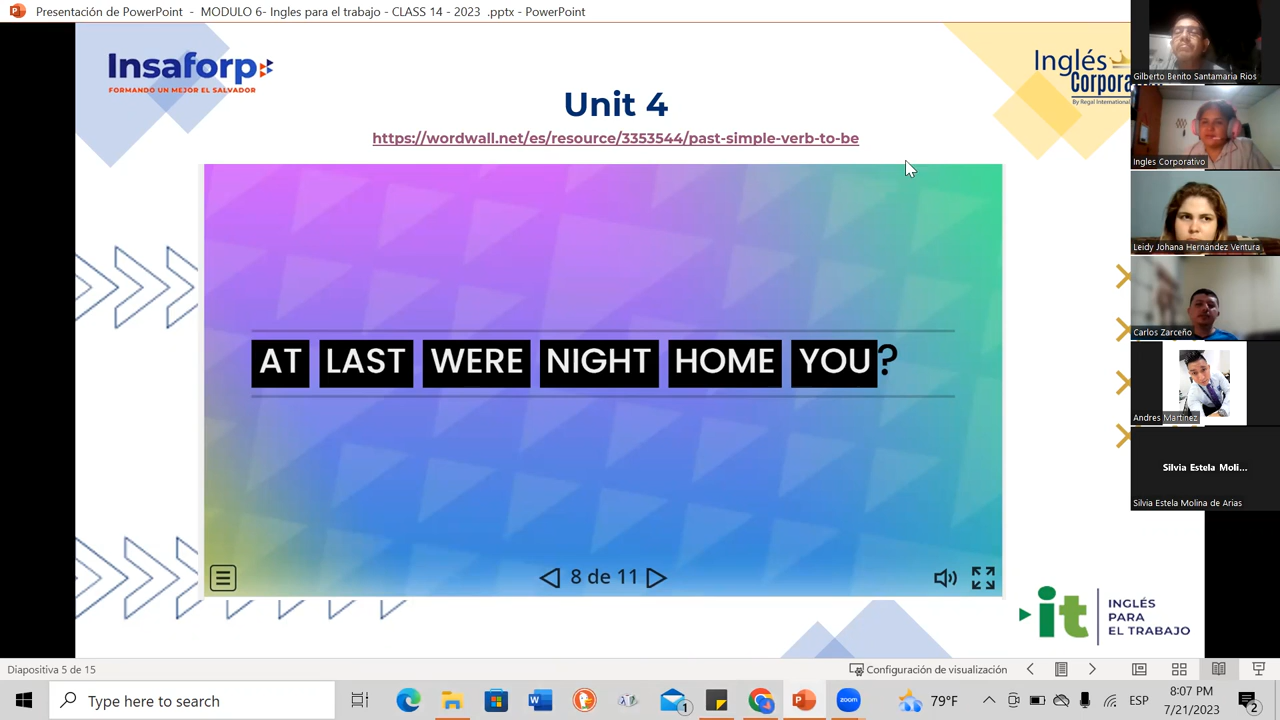 Presentación de PowerPoint - MODULO 6- Ingles para el trabajo - CLASS 14 - 2023 .pptx - PowerPoint
Insaforp
FORMANDO UN MEJOR EL SALVADOR
Inglés
Corpora
By Regal International
Unit 4
https://wordwall.net/es/resource/3353544/past-simple-verb-to-be
AT LAST WERE NIGHT HOME YOU?
8 de 11
it
INGLÉS
PARA
EL TRABAJO
Gilberto Benito Santamaria Rios
Ingles Corporativo
Leidy Johana Hernández Ventura
Carlos Zarceño
Andres Martinez
Silvia Estela Moli...
Silvia Estela Molina de Arias
Diapositiva 5 de 15
Configuración de visualización
Type here to search
1
zoom
79°F
ESP
8:07 PM
7/21/2023
2